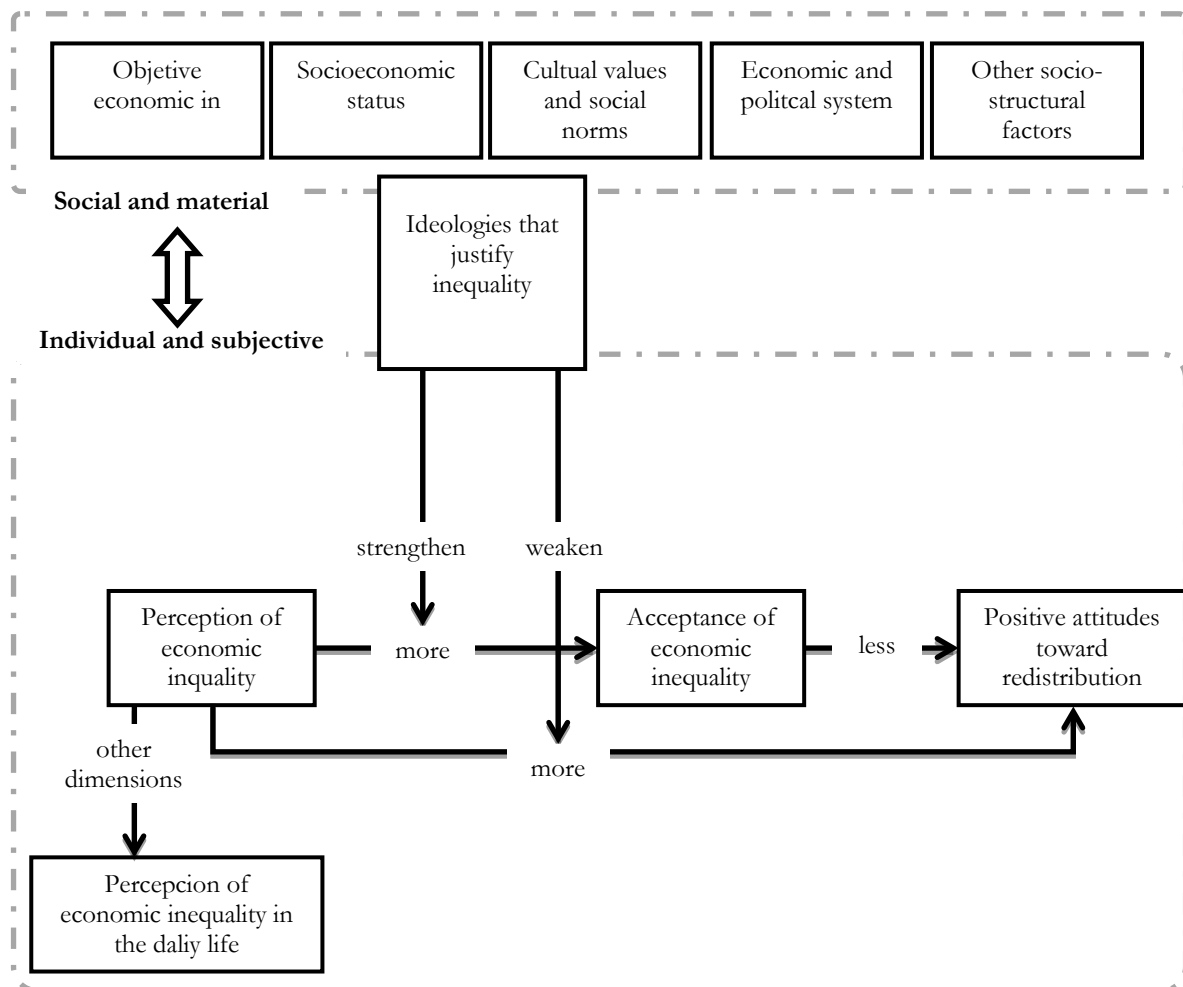 Objetive
economic in
Socioeconomic
status
Cultual values
and social
norms
Economic and
politcal system
Other socio-
structural
factors
Social and material
Ideologies that
justify
inequality
Individual and subjective
strengthen
weaken
Perception of
economic
inquality
more
Acceptance of
economic
inequality
less
Positive attitudes
toward
redistribution
other
dimensions
more
Percepcion of
economic inequality in
the daliy life